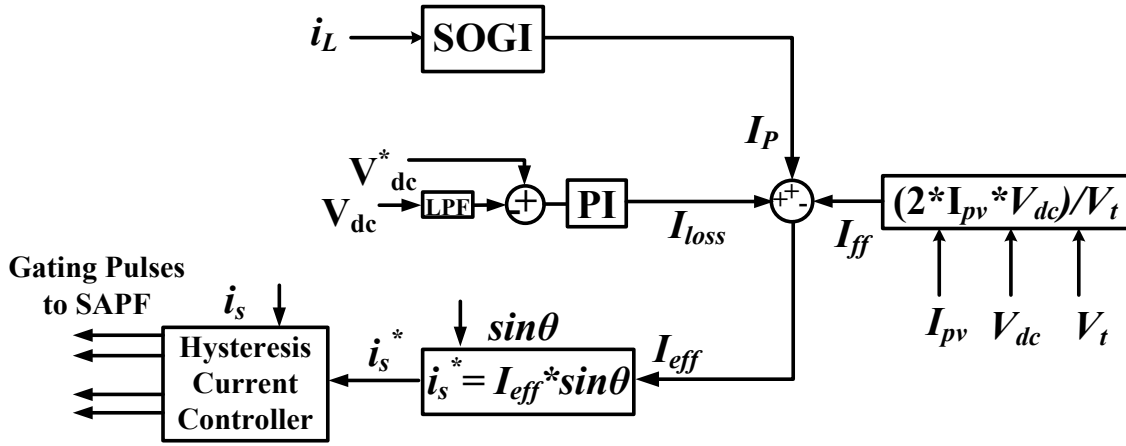 i_L
SOGI
I_P
V^*_dc
V_dc
LPF
-
+
PI
I_loss
+
+
-
I_ff
(2*I_pv*V_dc)/V_t
I_pv
V_dc
V_t
Gating Pulses
to SAPF
i_s
Hysteresis
Current
Controller
i_s^*
sinθ
i_s^*= I_eff*sinθ
I_eff